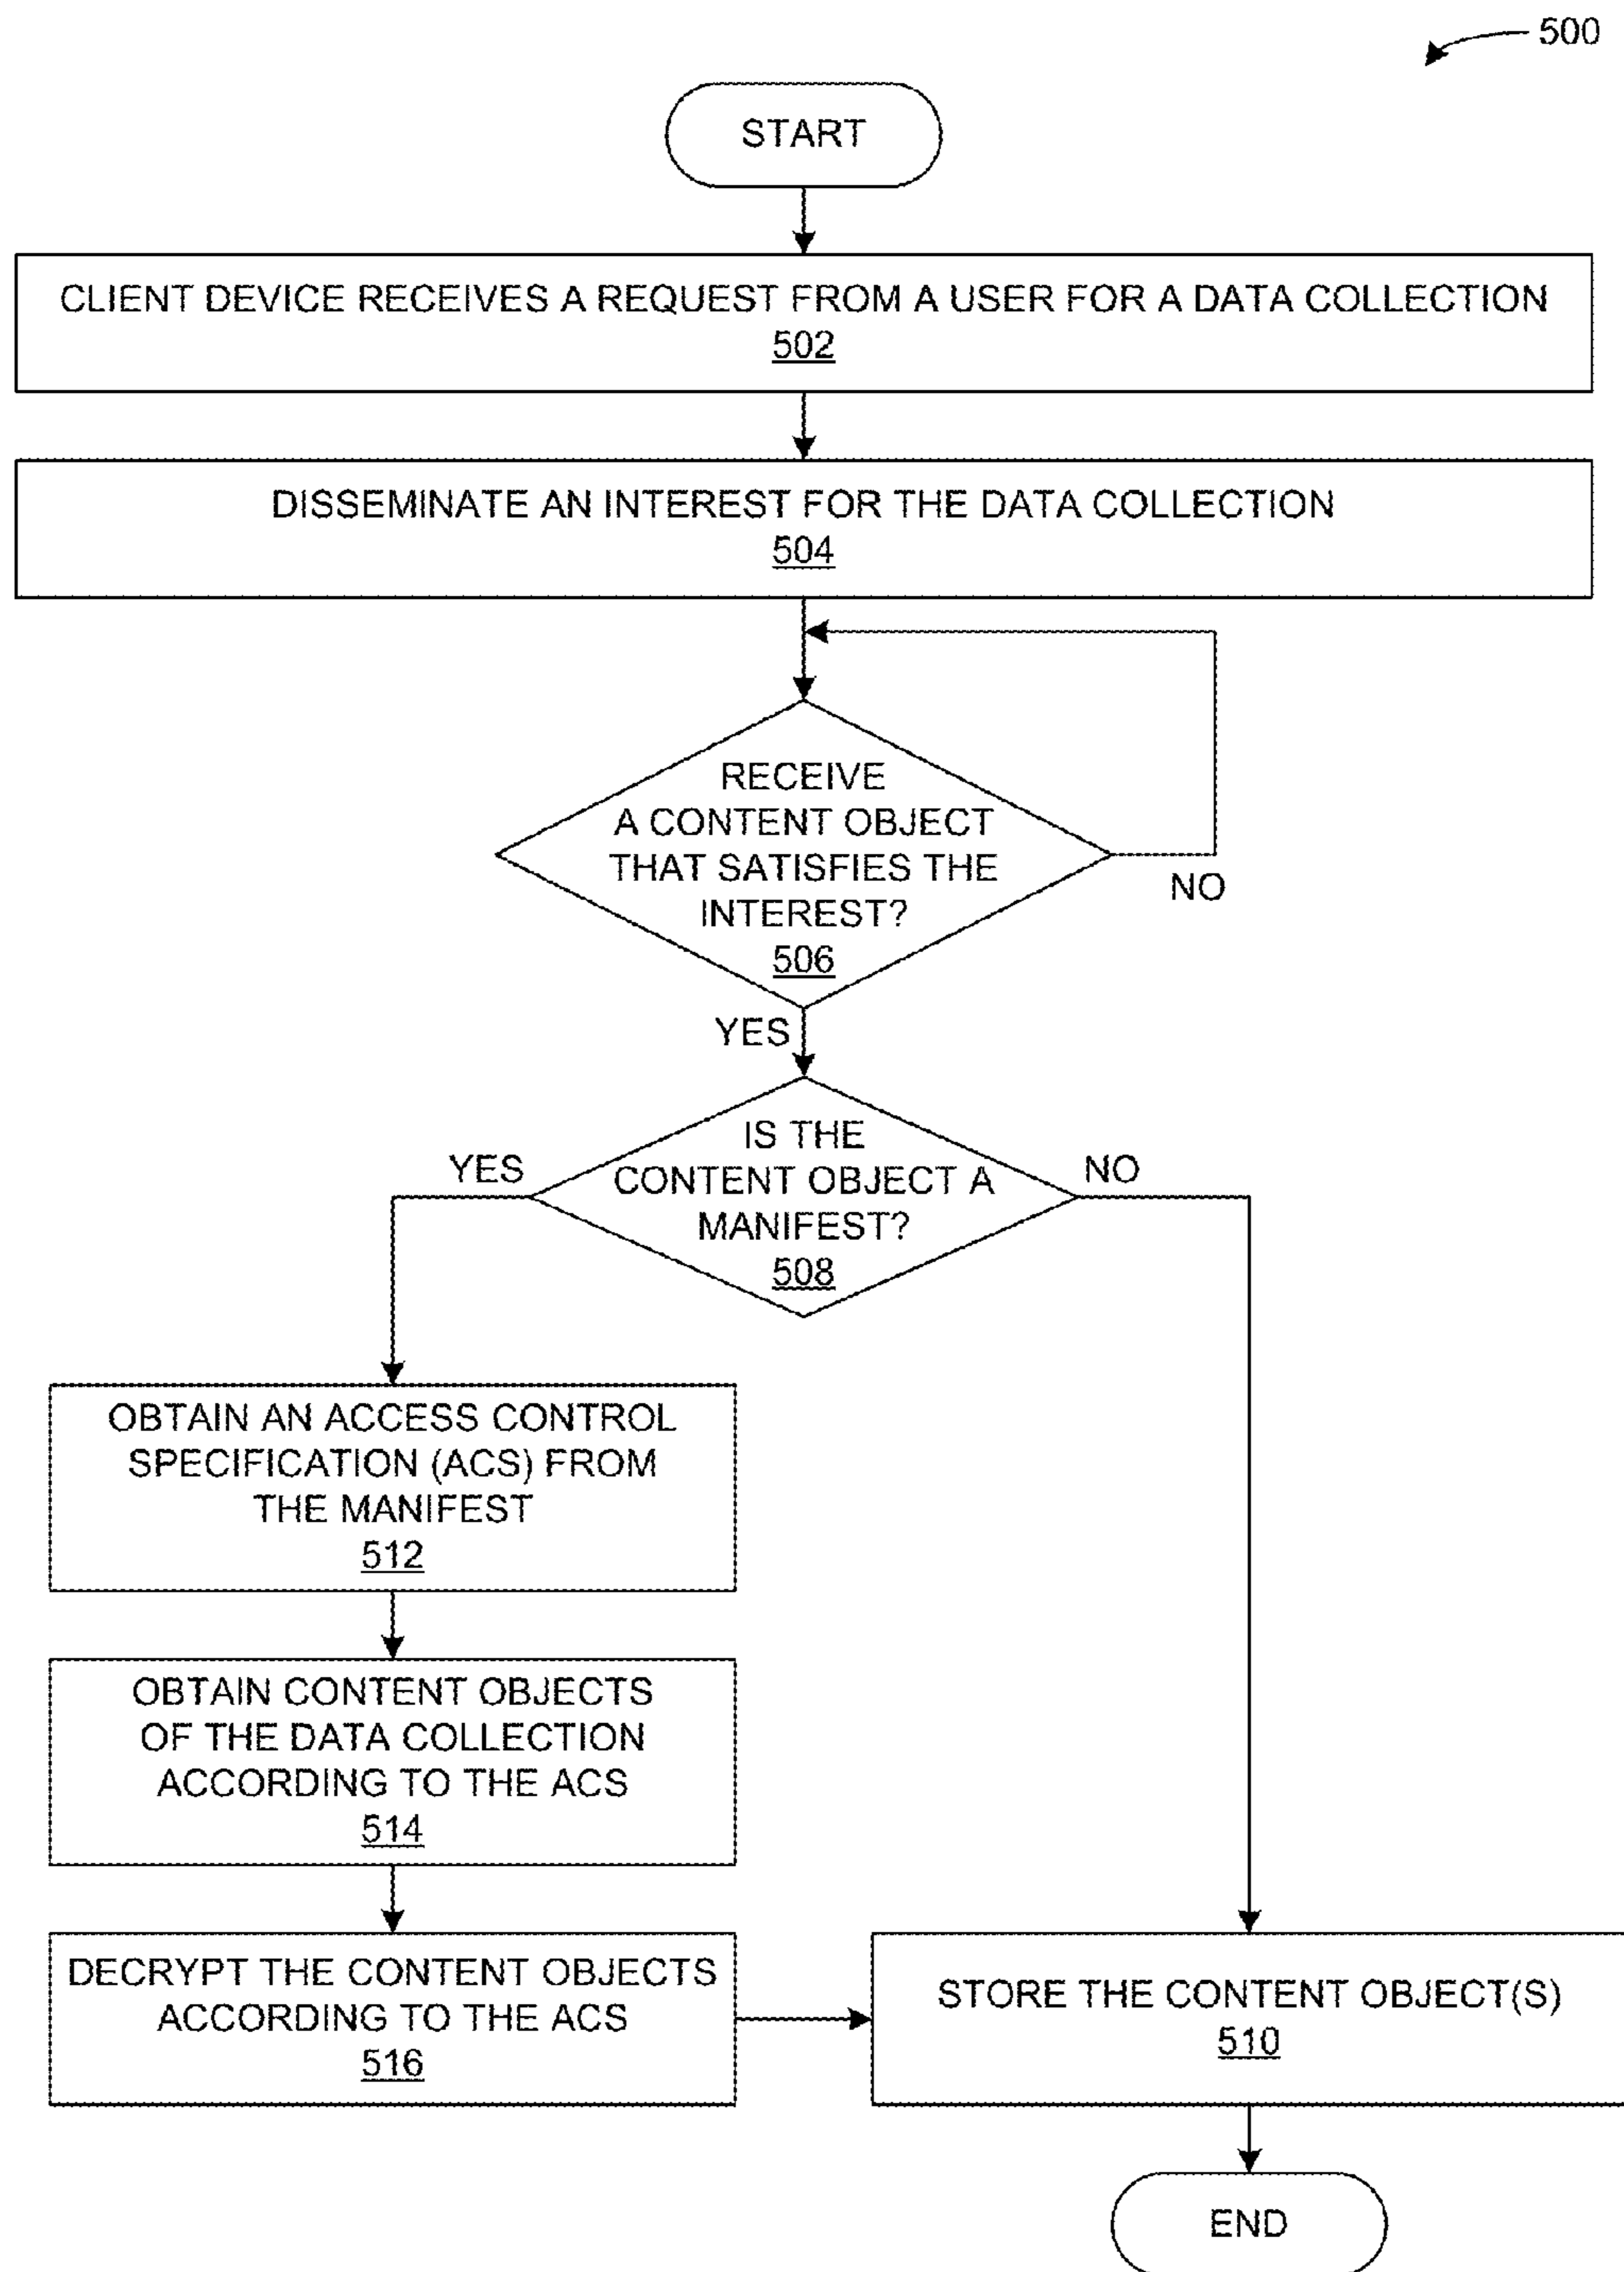 500
START
CLIENT DEVICE RECEIVES A REQUEST FROM A USER FOR A DATA COLLECTION
502
DISSEMINATE AN INTEREST FOR THE DATA COLLECTION
504
RECEIVE
A CONTENT OBJECT
THAT SATISFIES THE
INTEREST?
506
NO
YES
IS THE
CONTENT OBJECT A
MANIFEST?
508
YES
NO
OBTAIN AN ACCESS CONTROL
SPECIFICATION (ACS) FROM
THE MANIFEST
512
OBTAIN CONTENT OBJECTS
OF THE DATA COLLECTION
ACCORDING TO THE ACS
514
DECRYPT THE CONTENT OBJECTS
ACCORDING TO THE ACS
516
STORE THE CONTENT OBJECT(S)
510
END